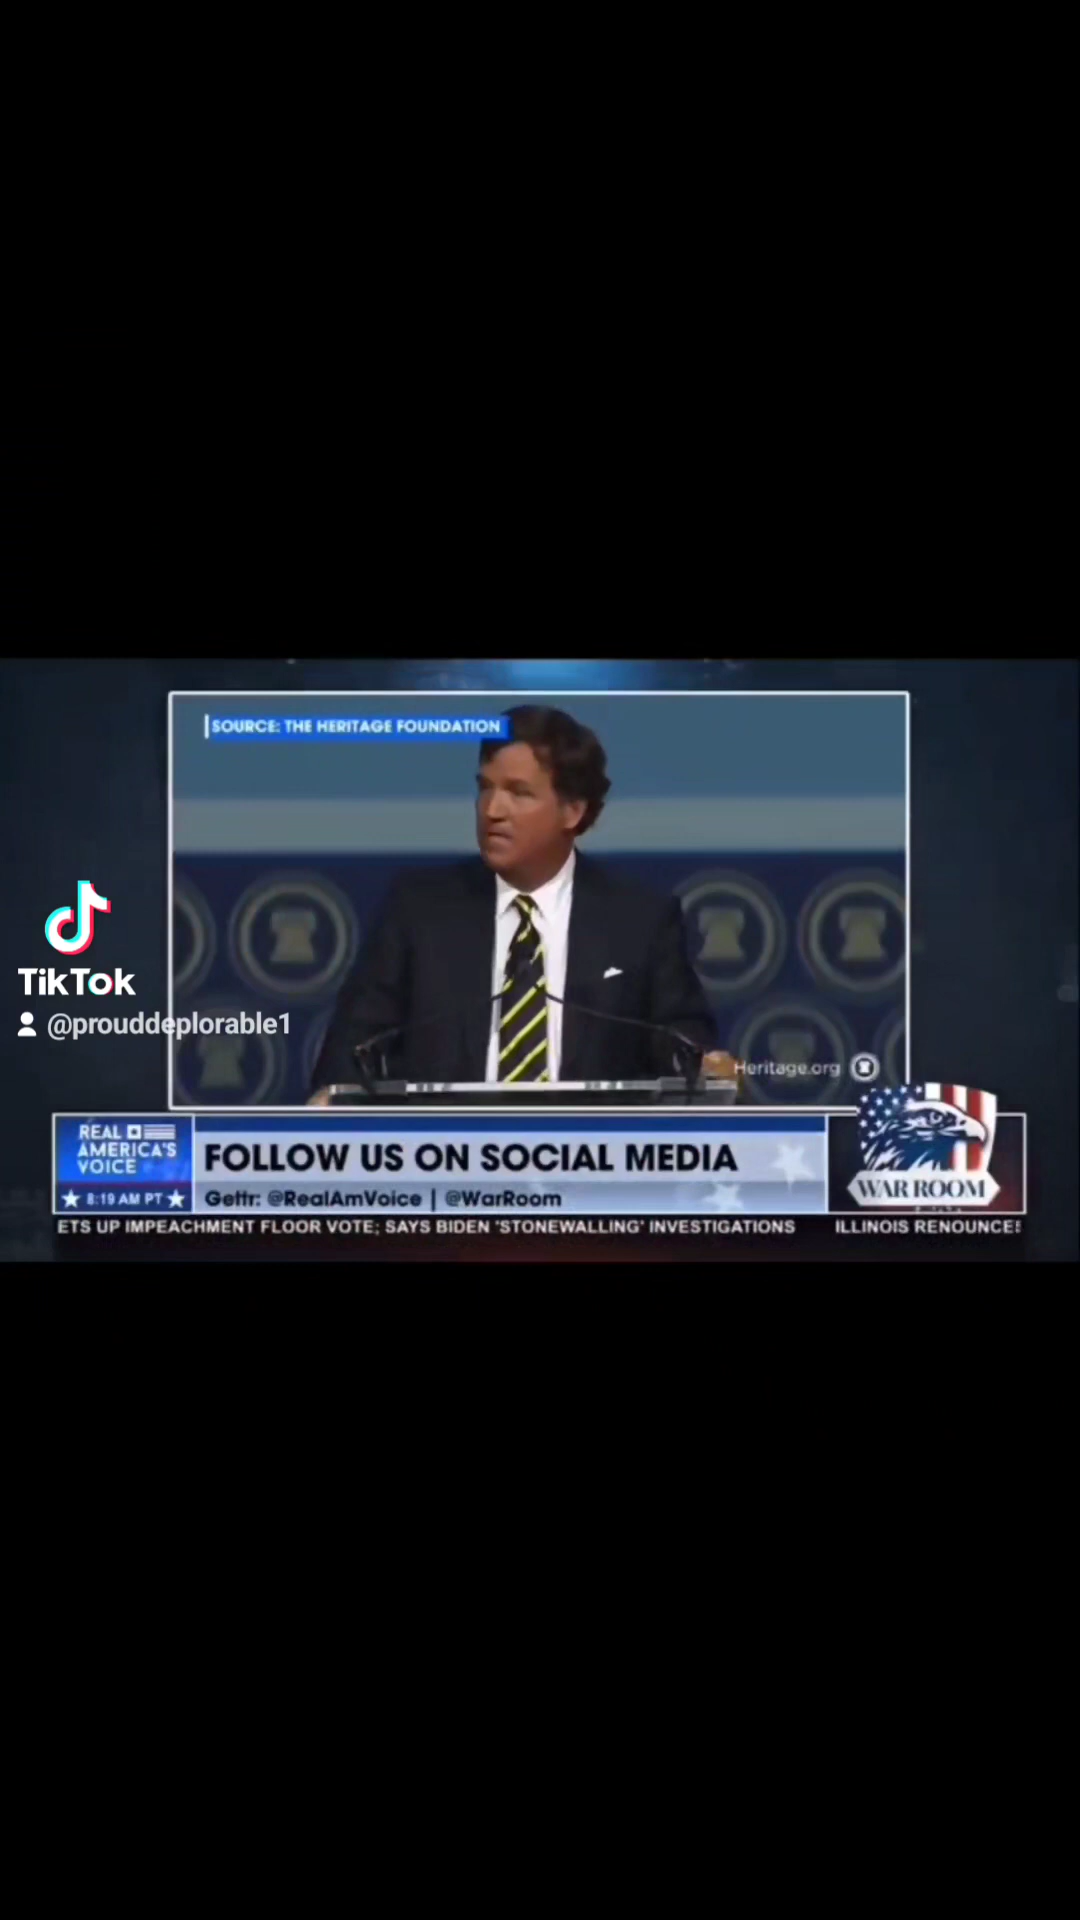 SOURCE: THE HERITAGE FOUNDATION
TikTok
@prouddeplorable1
Heritage.org
REAL
AMERICA'S
VOICE
8:19 AM PT
FOLLOW US ON SOCIAL MEDIA
Gettr: @RealAmVoice | @WarRoom
WAR ROOM
ETS UP IMPEACHMENT FLOOR VOTE; SAYS BIDEN 'STONEWALLING' INVESTIGATIONS ILLINOIS RENOUNCE